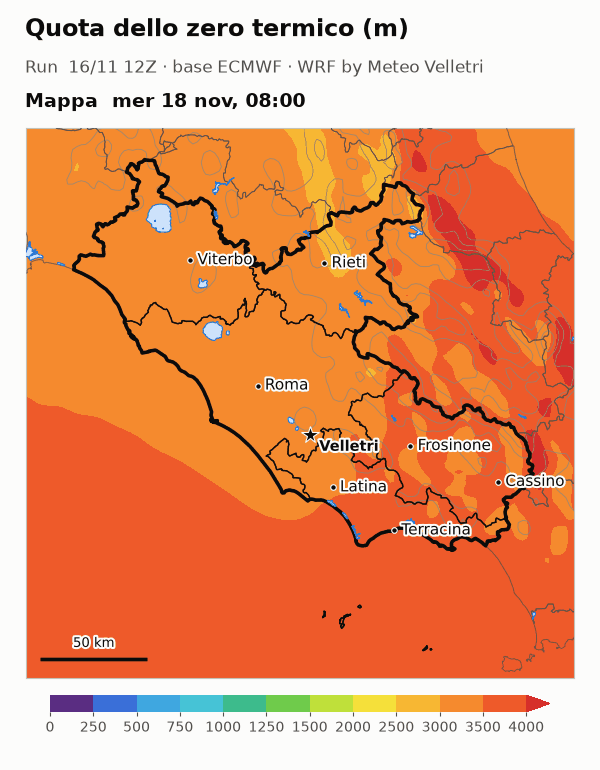 Quota dello zero termico (m)
Run  16/11 12Z · base ECMWF · WRF by Meteo Velletri
Mappa  mer 18 nov, 08:00
Viterbo
Rieti
Roma
Velletri
Frosinone
Latina
Cassino
Terracina
50 km
0 250 500 750 1000 1250 1500 2000 2500 3000 3500 4000